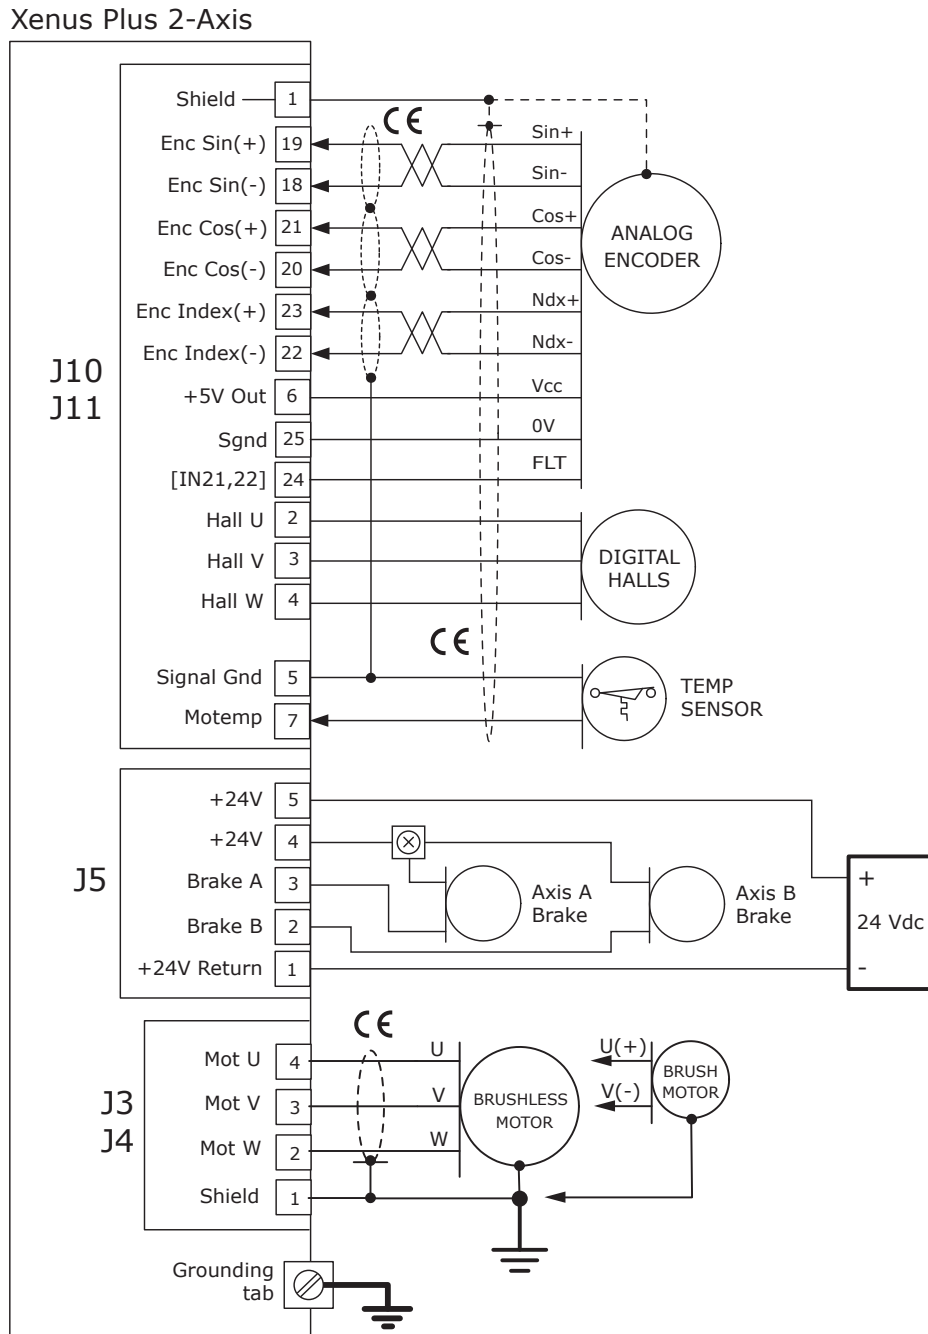 Xenus Plus 2-Axis
Shield 1
CE
Enc Sin(+) 19 Sin+
Enc Sin(-) 18 Sin-
Enc Cos(+) 21 Cos+
Enc Cos(-) 20 Cos-
ANALOG
ENCODER
Enc Index(+) 23 Ndx+
Enc Index(-) 22 Ndx-
J10
J11
+5V Out 6 Vcc
Sgnd 25 0V
[IN21,22] 24 FLT
Hall U 2
Hall V 3
Hall W 4
DIGITAL
HALLS
CE
Signal Gnd 5
Motemp 7
TEMP
SENSOR
J5
+24V 5
+24V 4
Brake A 3
Brake B 2
+24V Return 1
Axis A
Brake
Axis B
Brake
+
24 Vdc
-
CE
J3
J4
Mot U 4 U
Mot V 3 V
Mot W 2 W
Shield 1
BRUSHLESS
MOTOR
U(+)
V(-)
BRUSH
MOTOR
Grounding
tab